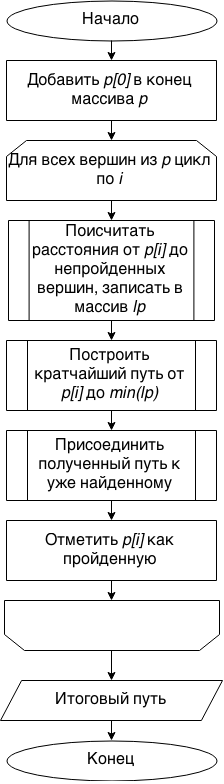 Начало
Добавить p[0] в конец
массива p
Для всех вершин из p цикл
по i
Поисчитать
расстояния от p[i] до
непройденных
вершин, записать в
массив lp
Построить
кратчайший путь от
p[i] до min(lp)
Присоединить
полученный путь к
уже найденному
Отметить p[i] как
пройденную
Итоговый путь
Конец